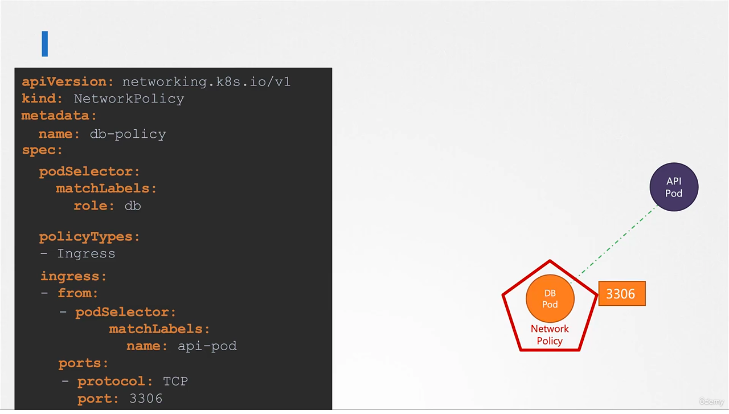 apiVersion: networking.k8s.io/v1
kind: NetworkPolicy
metadata:
name: db-policy
spec:
podSelector:
matchLabels:
role: db
policyTypes:
- Ingress
ingress:
- from:
- podSelector:
matchLabels:
name: api-pod
ports:
- protocol: TCP
port: 3306
API
Pod
DB
Pod
3306
Network
Policy
Udemy